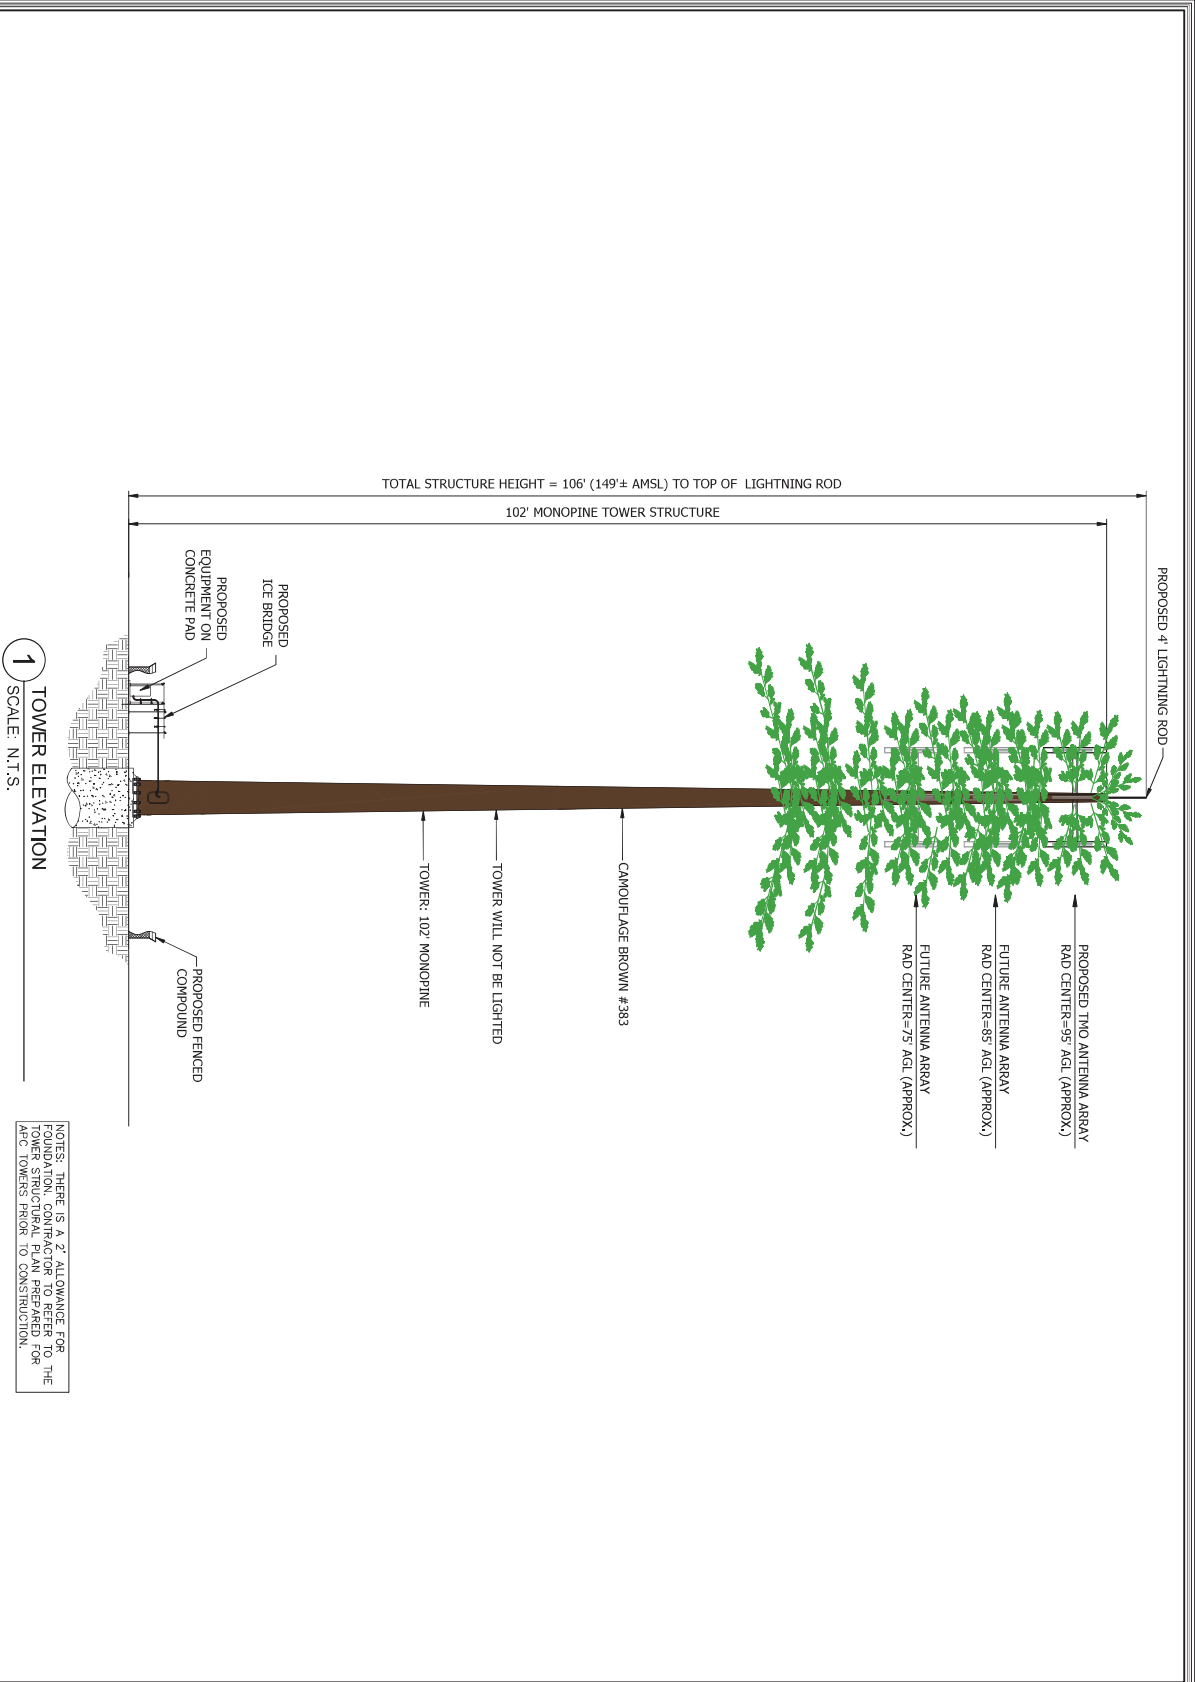 PROPOSED 4' LIGHTNING ROD
TOTAL STRUCTURE HEIGHT = 106' (149'± AMSL) TO TOP OF LIGHTNING ROD
102' MONOPINE TOWER STRUCTURE
PROPOSED TMO ANTENNA ARRAY
RAD CENTER=95' AGL (APPROX.)
FUTURE ANTENNA ARRAY
RAD CENTER=85' AGL (APPROX.)
FUTURE ANTENNA ARRAY
RAD CENTER=75' AGL (APPROX.)
CAMOUFLAGE BROWN #383
TOWER WILL NOT BE LIGHTED
TOWER: 102' MONOPINE
PROPOSED
ICE BRIDGE
PROPOSED
EQUIPMENT ON
CONCRETE PAD
PROPOSED FENCED
COMPOUND
1
TOWER ELEVATION
SCALE: N.T.S.
NOTES: THERE IS A 2' ALLOWANCE FOR
FOUNDATION. CONTRACTOR TO REFER TO THE
TOWER STRUCTURAL PLAN PREPARED FOR
APC TOWERS PRIOR TO CONSTRUCTION.